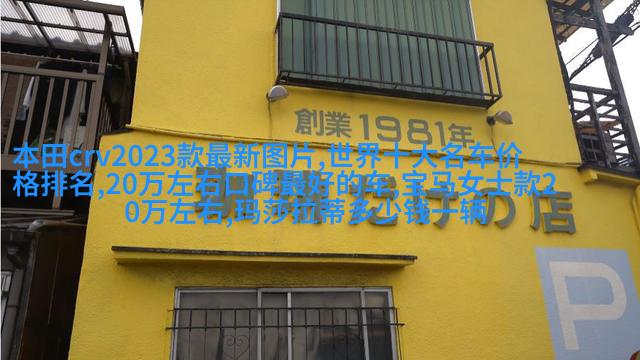 創業1981年
本田crv2023款最新图片,世界十大名车价
格排名,20万左右口碑最好的车,宝马女士款2
0万左右,玛莎拉蒂多少钱一辆
の店
P